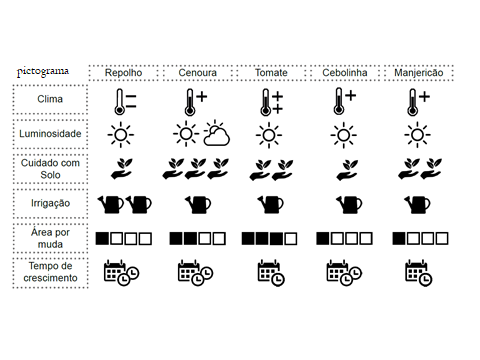 pictograma
Repolho Cenoura Tomate Cebolinha Manjericão
Clima
Luminosidade
Cuidado com
Solo
Irrigação
Área por
muda
Tempo de
crescimento